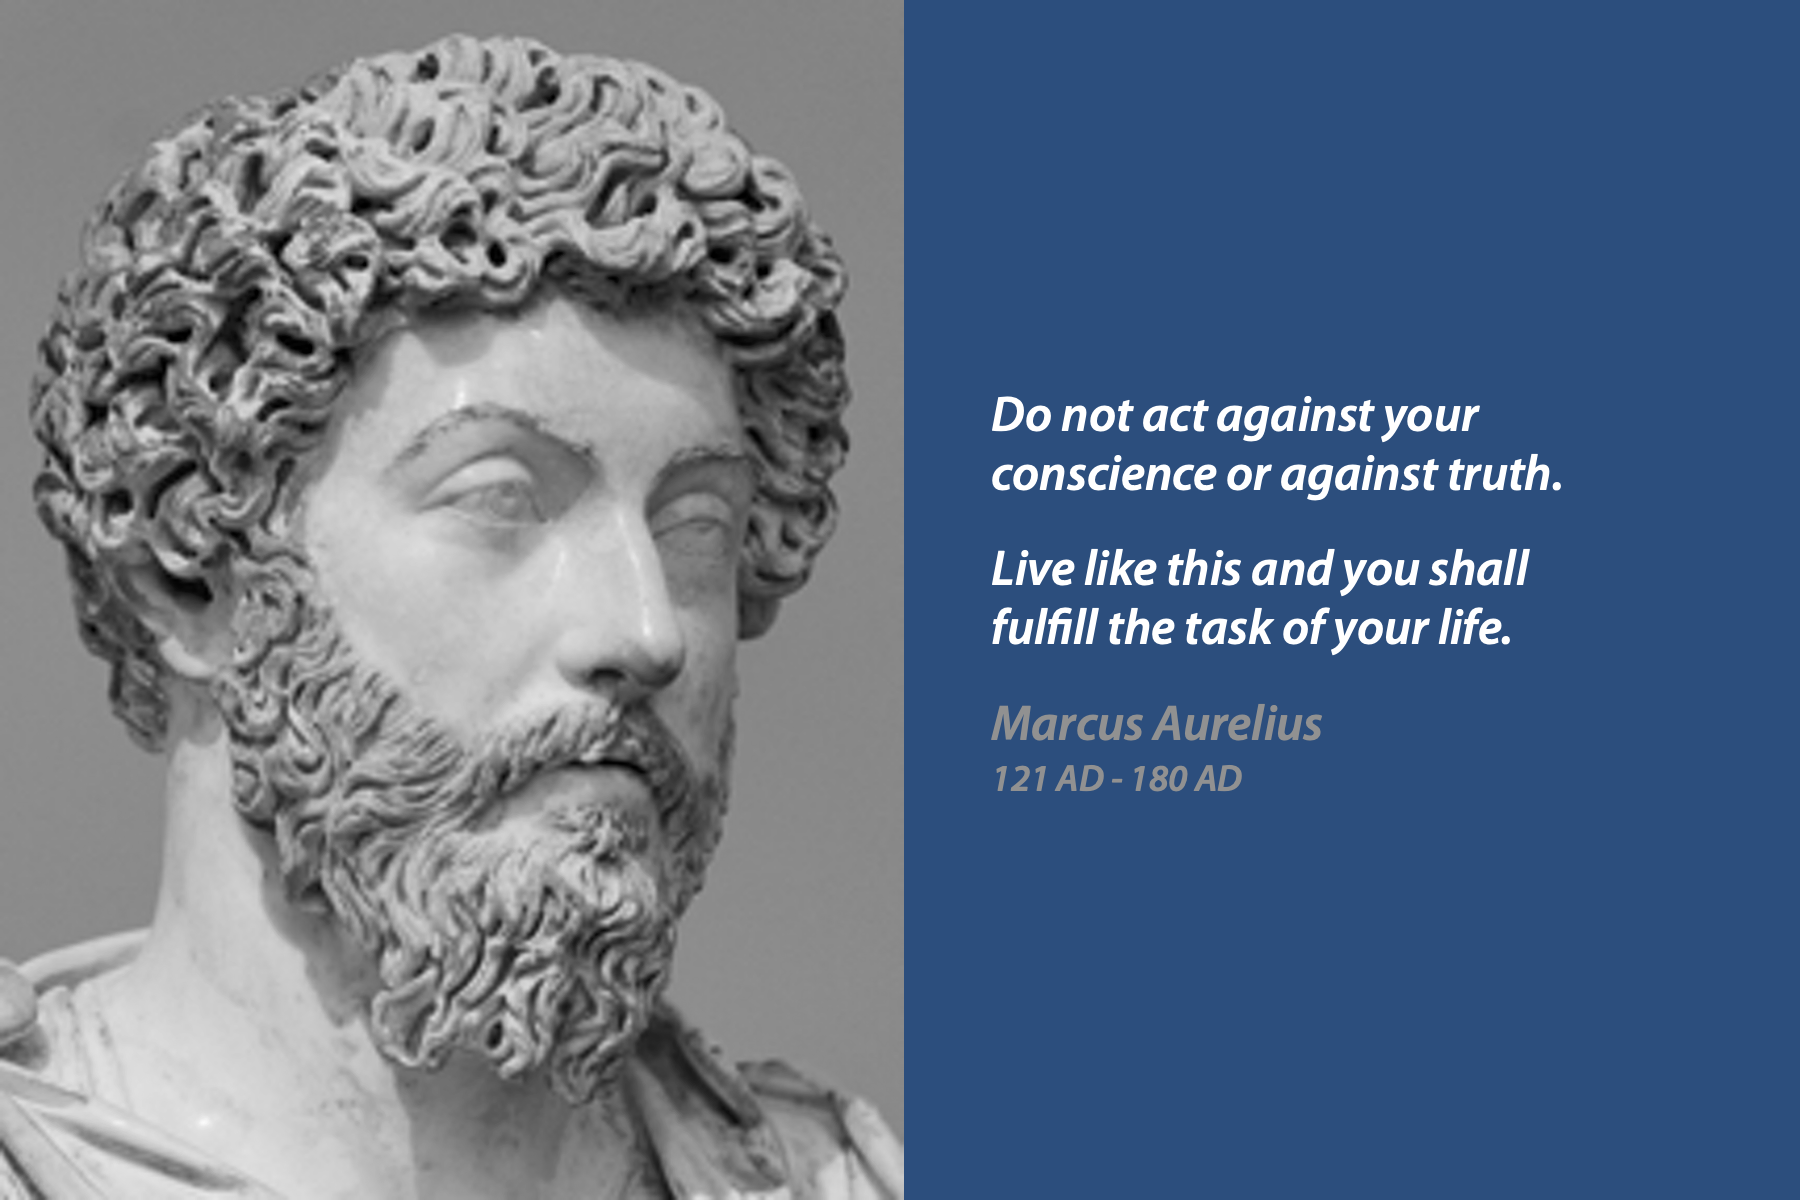 Do not act against your
conscience or against truth.
Live like this and you shall
fulfill the task of your life.
Marcus Aurelius
121 AD - 180 AD